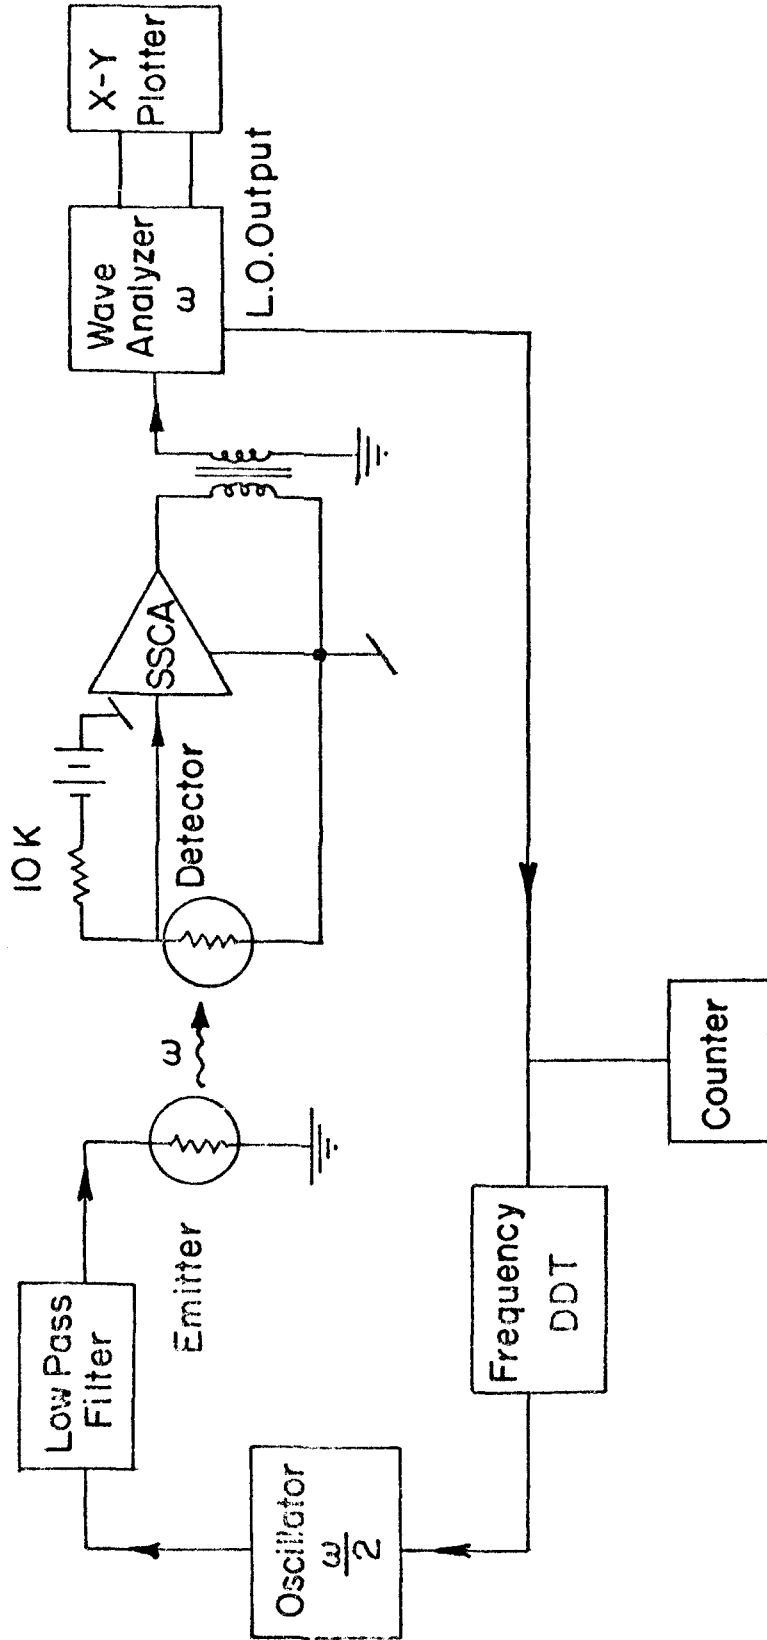 10K
X-Y
Plotter
Wave
Analyzer
ω
L.O. Output
SSCA
Detector
ω
Emitter
Low Pass
Filter
Oscillator
ω
2
Frequency
DDT
Counter